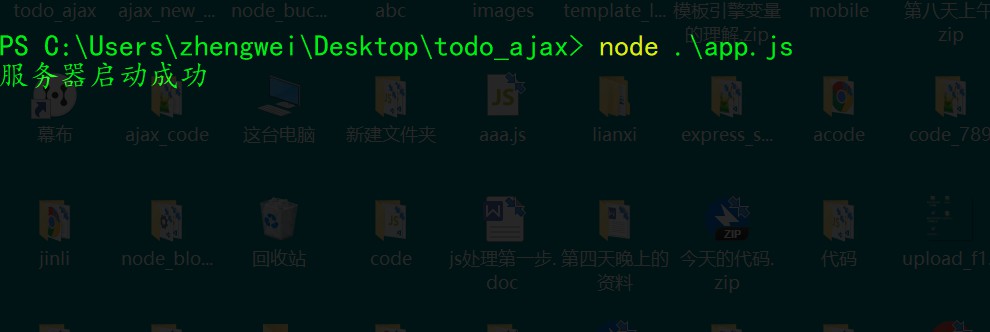 todo_ajax ajax_new_... node_buc... abc images template_l... 模板引擎变量 mobile 第八天上午
的理解.zip zip
PS C:\Users\zhengwei\Desktop\todo_ajax> node .\app.js
服务器启动成功
JS
幕布 ajax_code 这台电脑 新建文件夹 aaa.js lianxi express_s... acode code_789
ZIP
jinli node_blo... 回收站 code js处理第一步. 第四天晚上的 今天的代码. 代码 upload_f1
doc 资料 zip